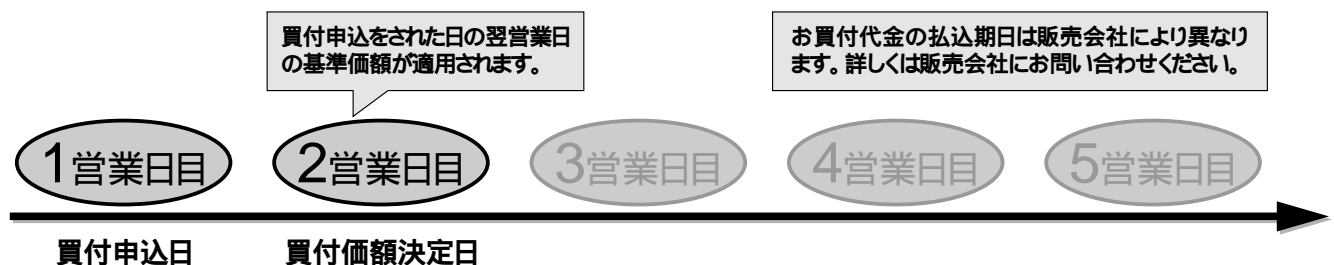 買付申込をされた日の翌営業日
の基準価額が適用されます。
お買付代金の払込期日は販売会社により異なり
ます。詳しくは販売会社にお問い合わせください。
1営業日目
2営業日目
3営業日目
4営業日目
5営業日目
買付申込日
買付価額決定日